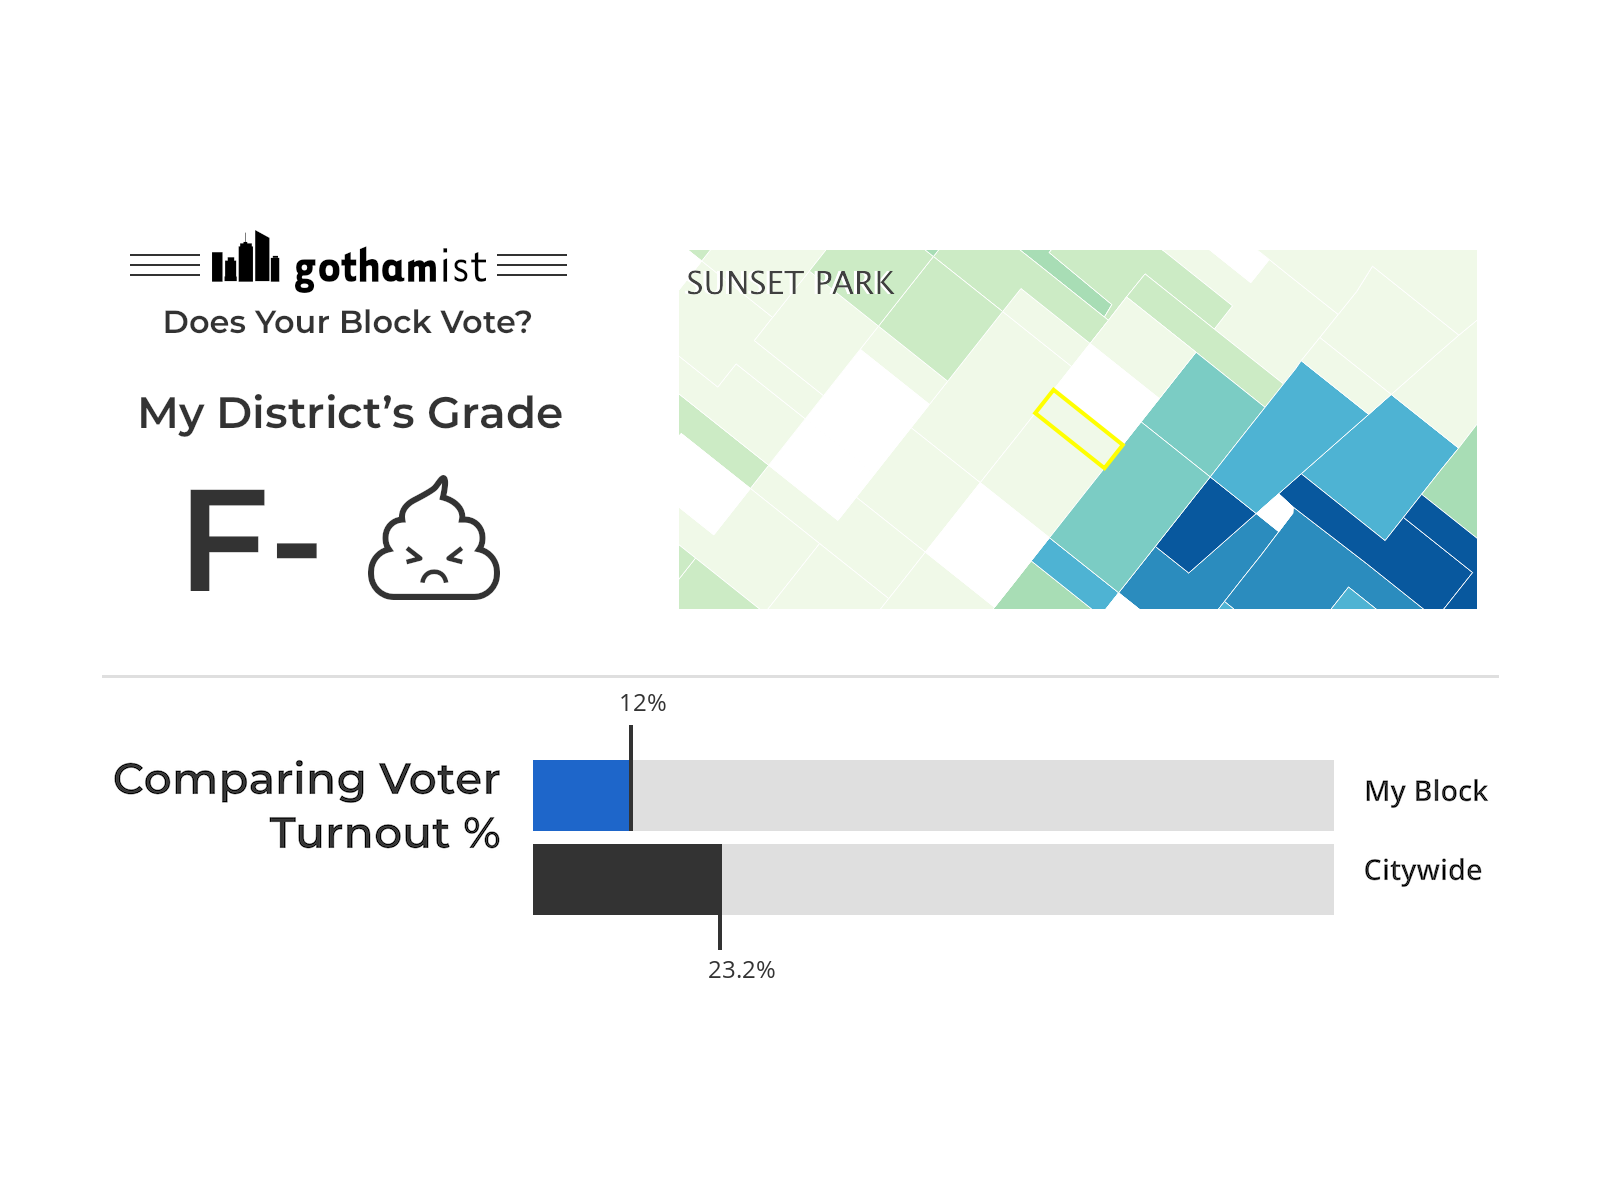 gothamist
Does Your Block Vote?
My District’s Grade
F-
SUNSET PARK
12%
Comparing Voter
Turnout %
My Block
Citywide
23.2%